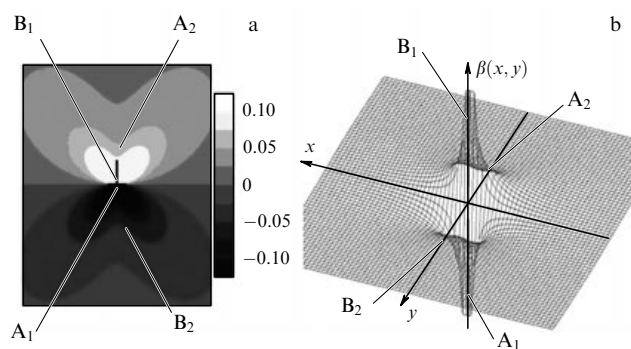 a
B₁
A₂
0.10
0.05
0
−0.05
−0.10
A₁
B₂
b
B₁
β(x, y)
A₂
x
B₂
y
A₁